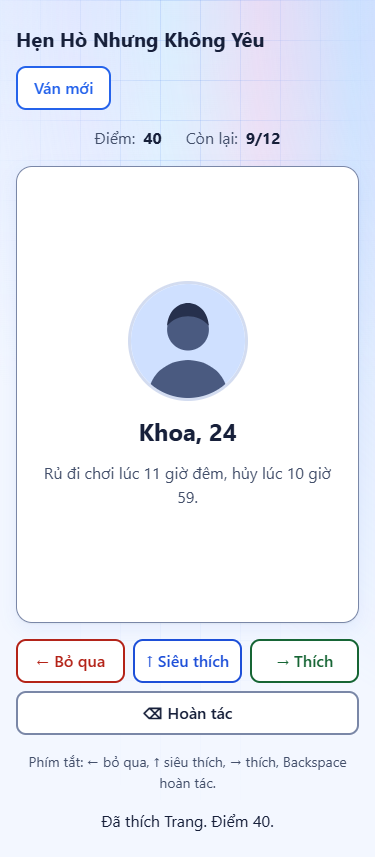 Hẹn Hò Nhưng Không Yêu
Ván mới
Điểm: 40 Còn lại: 9/12
Khoa, 24
Rủ đi chơi lúc 11 giờ đêm, hủy lúc 10 giờ
59.
← Bỏ qua
↑ Siêu thích
→ Thích
⌫ Hoàn tác
Phím tắt: ← bỏ qua, ↑ siêu thích, → thích, Backspace
hoàn tác.
Đã thích Trang. Điểm 40.